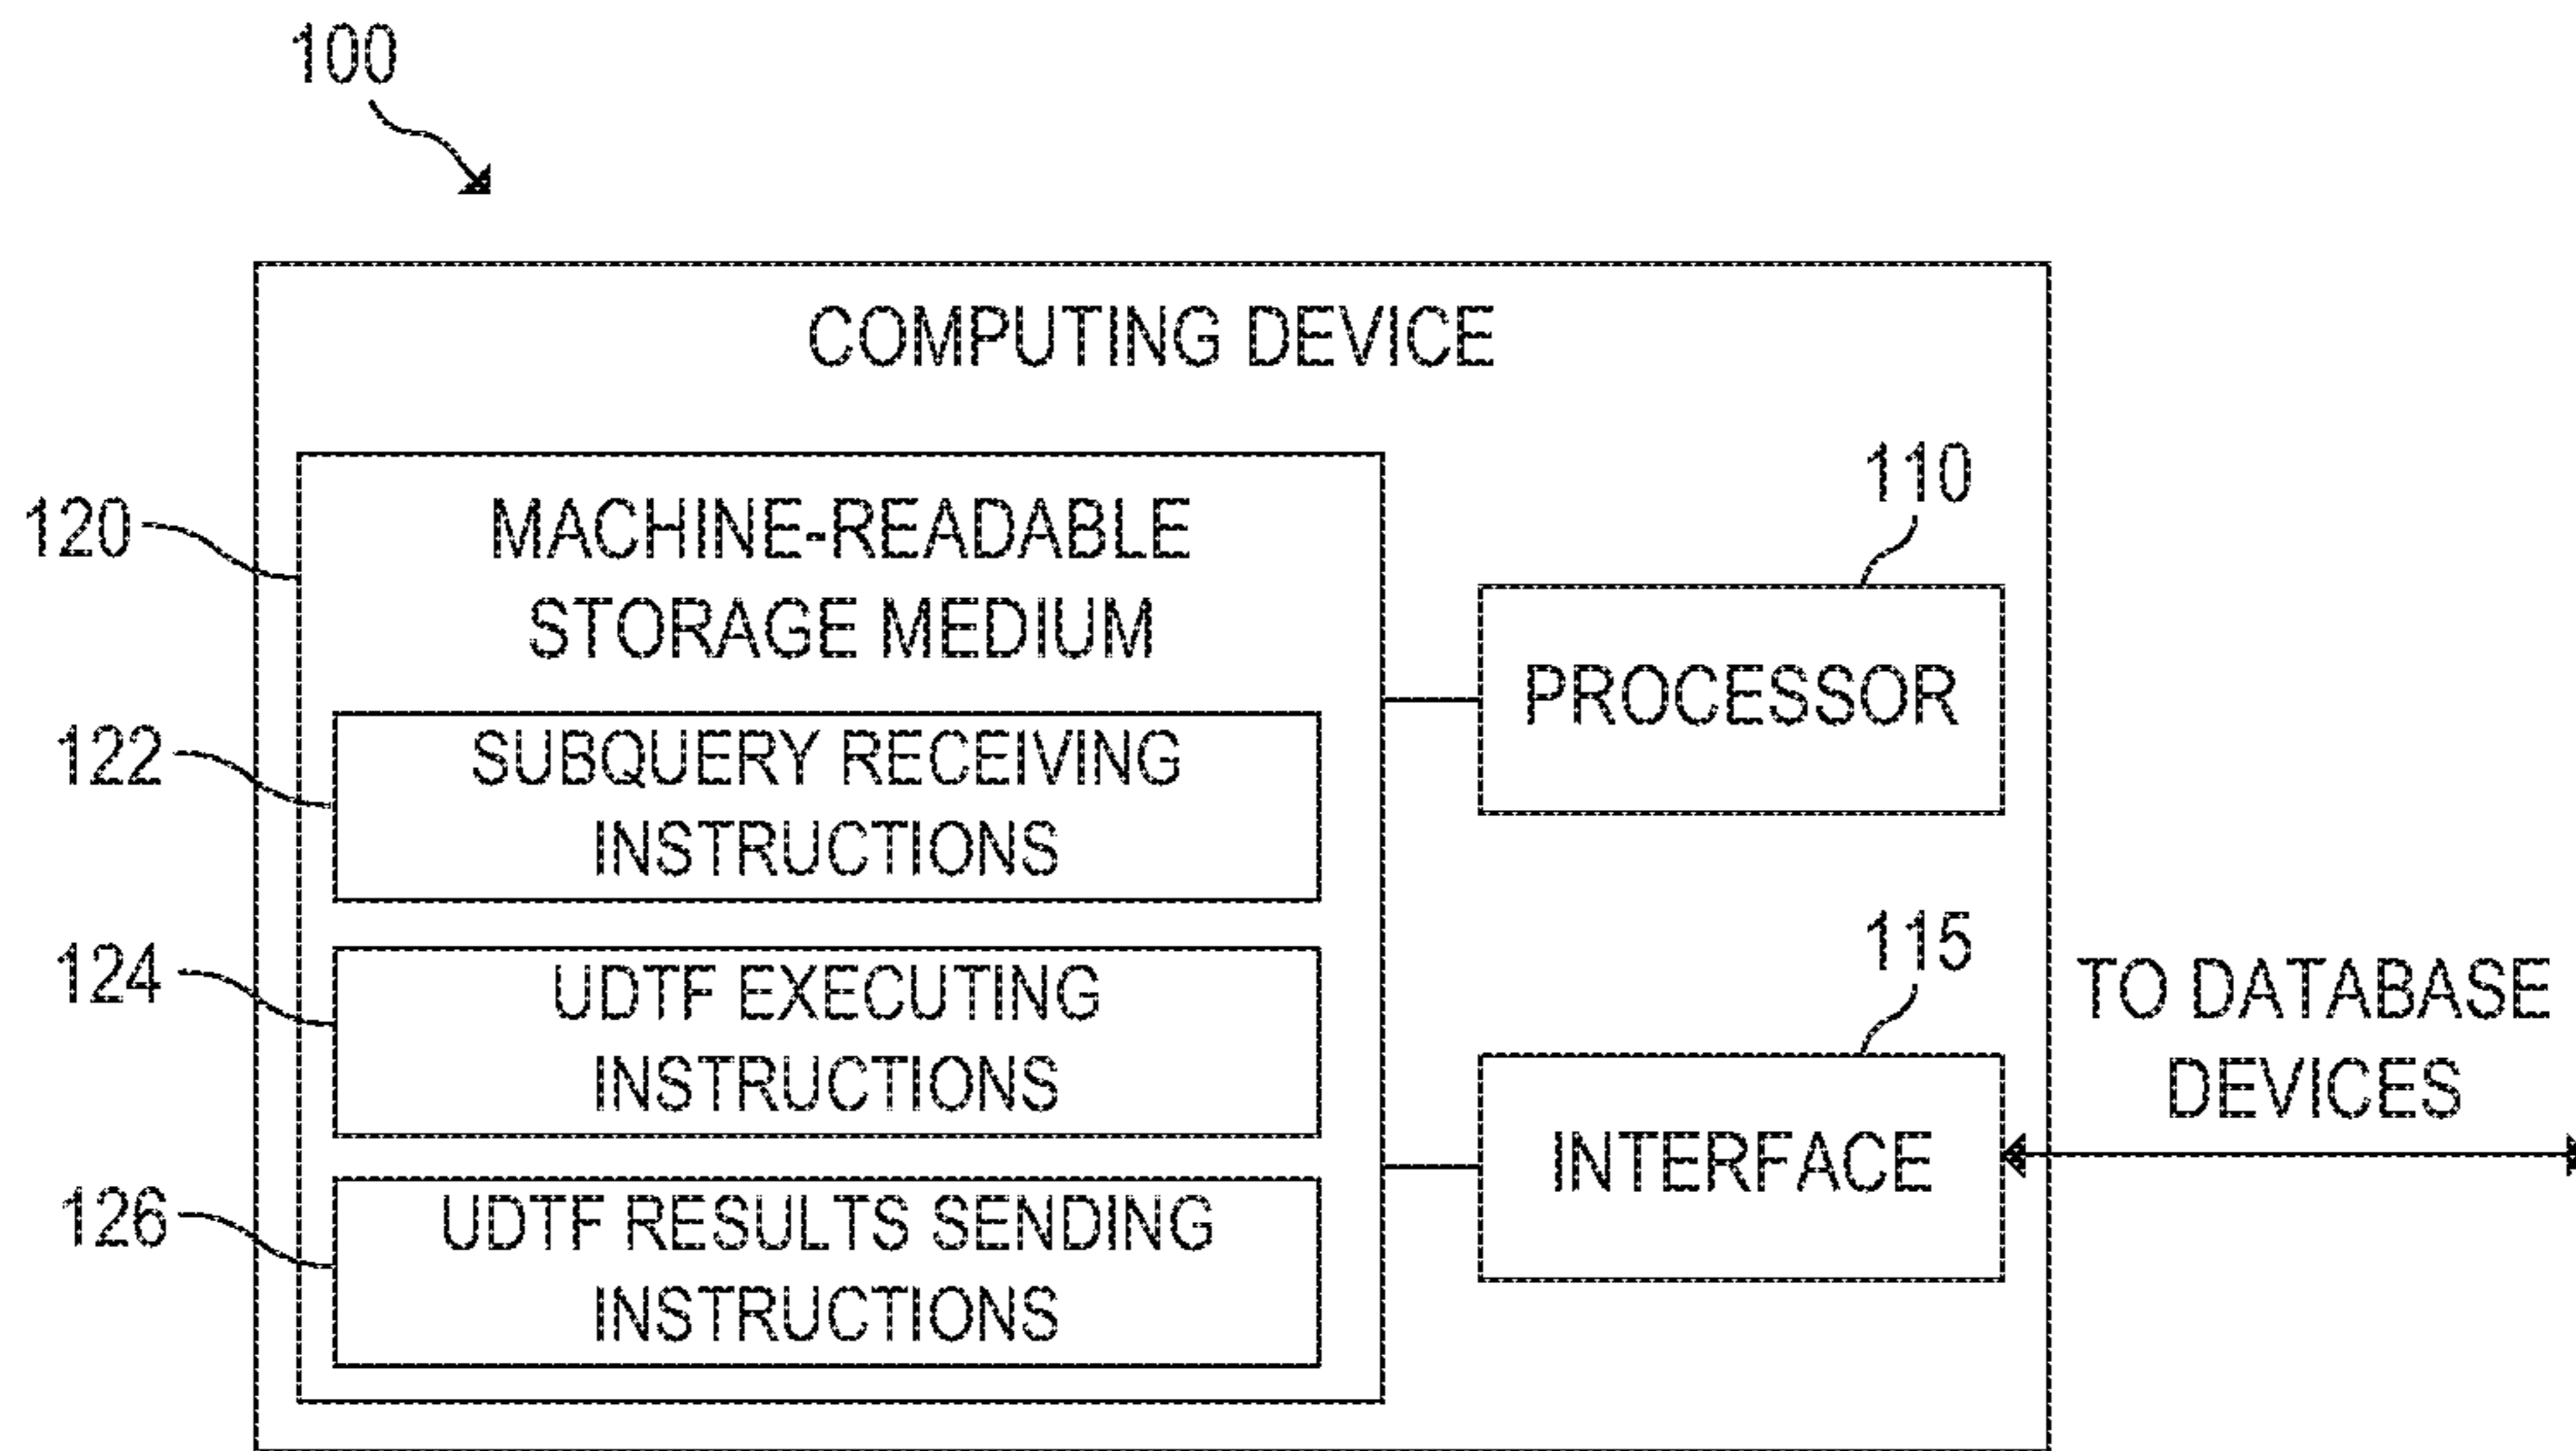 100
COMPUTING DEVICE
120
MACHINE-READABLE
STORAGE MEDIUM
110
PROCESSOR
122
SUBQUERY RECEIVING
INSTRUCTIONS
124
UDTF EXECUTING
INSTRUCTIONS
115
INTERFACE
TO DATABASE
DEVICES
126
UDTF RESULTS SENDING
INSTRUCTIONS